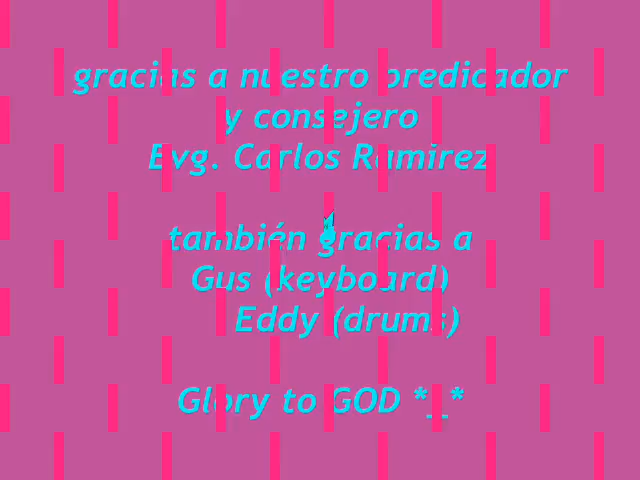 gracias a nuestro predicador
y consejero
Evg. Carlos Ramirez
también gracias a
Gus (keyboard)
Eddy (drums)
Glory to GOD *_*